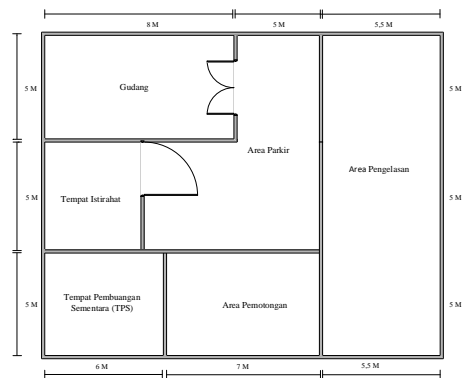 8 M
5 M
5,5 M
5 M
Gudang
5 M
Area Parkir
Area Pengelasan
5 M
Tempat Istirahat
5 M
5 M
Tempat Pembuangan
Sementara (TPS)
Area Pemotongan
5 M
6 M
7 M
5,5 M